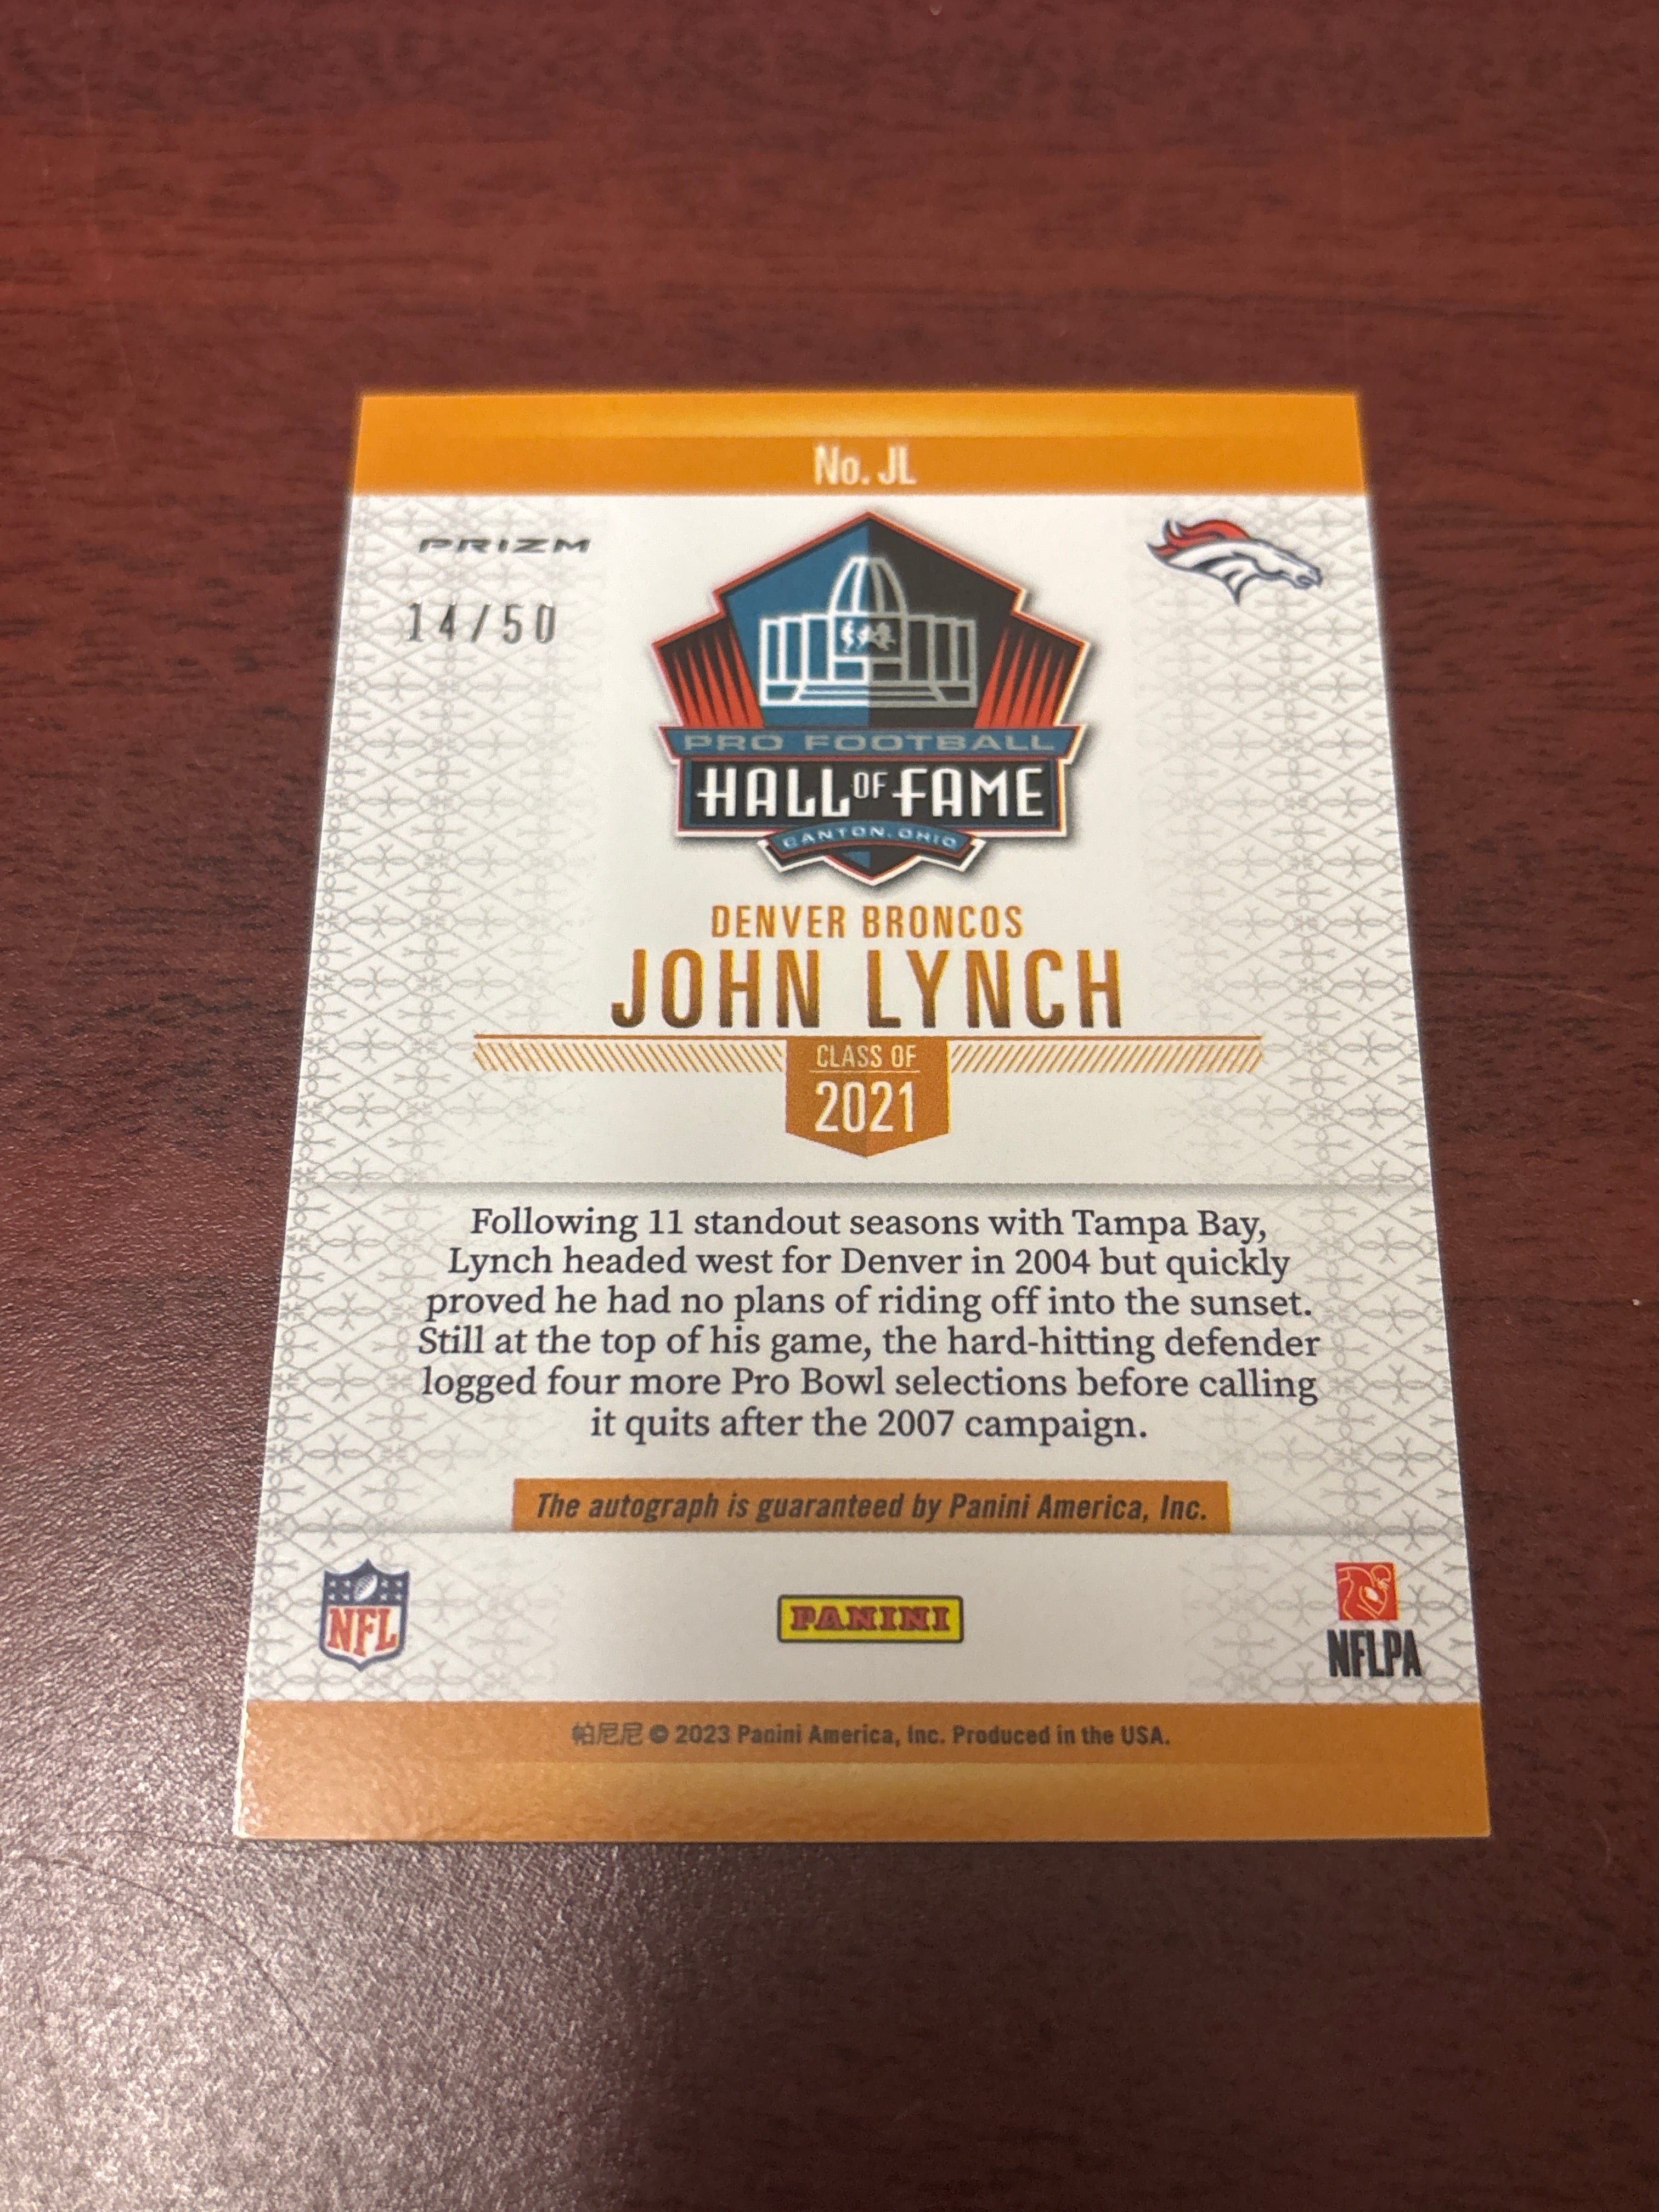 No. JL
PRIZM
14/50
PRO FOOTBALL
HALL OF FAME
CANTON, OHIO
DENVER BRONCOS
JOHN LYNCH
CLASS OF
2021
Following 11 standout seasons with Tampa Bay,
Lynch headed west for Denver in 2004 but quickly
proved he had no plans of riding off into the sunset.
Still at the top of his game, the hard-hitting defender
logged four more Pro Bowl selections before calling
it quits after the 2007 campaign.
The autograph is guaranteed by Panini America, Inc.
NFL
PANINI
NFLPA
帕尼尼 © 2023 Panini America, Inc. Produced in the USA.